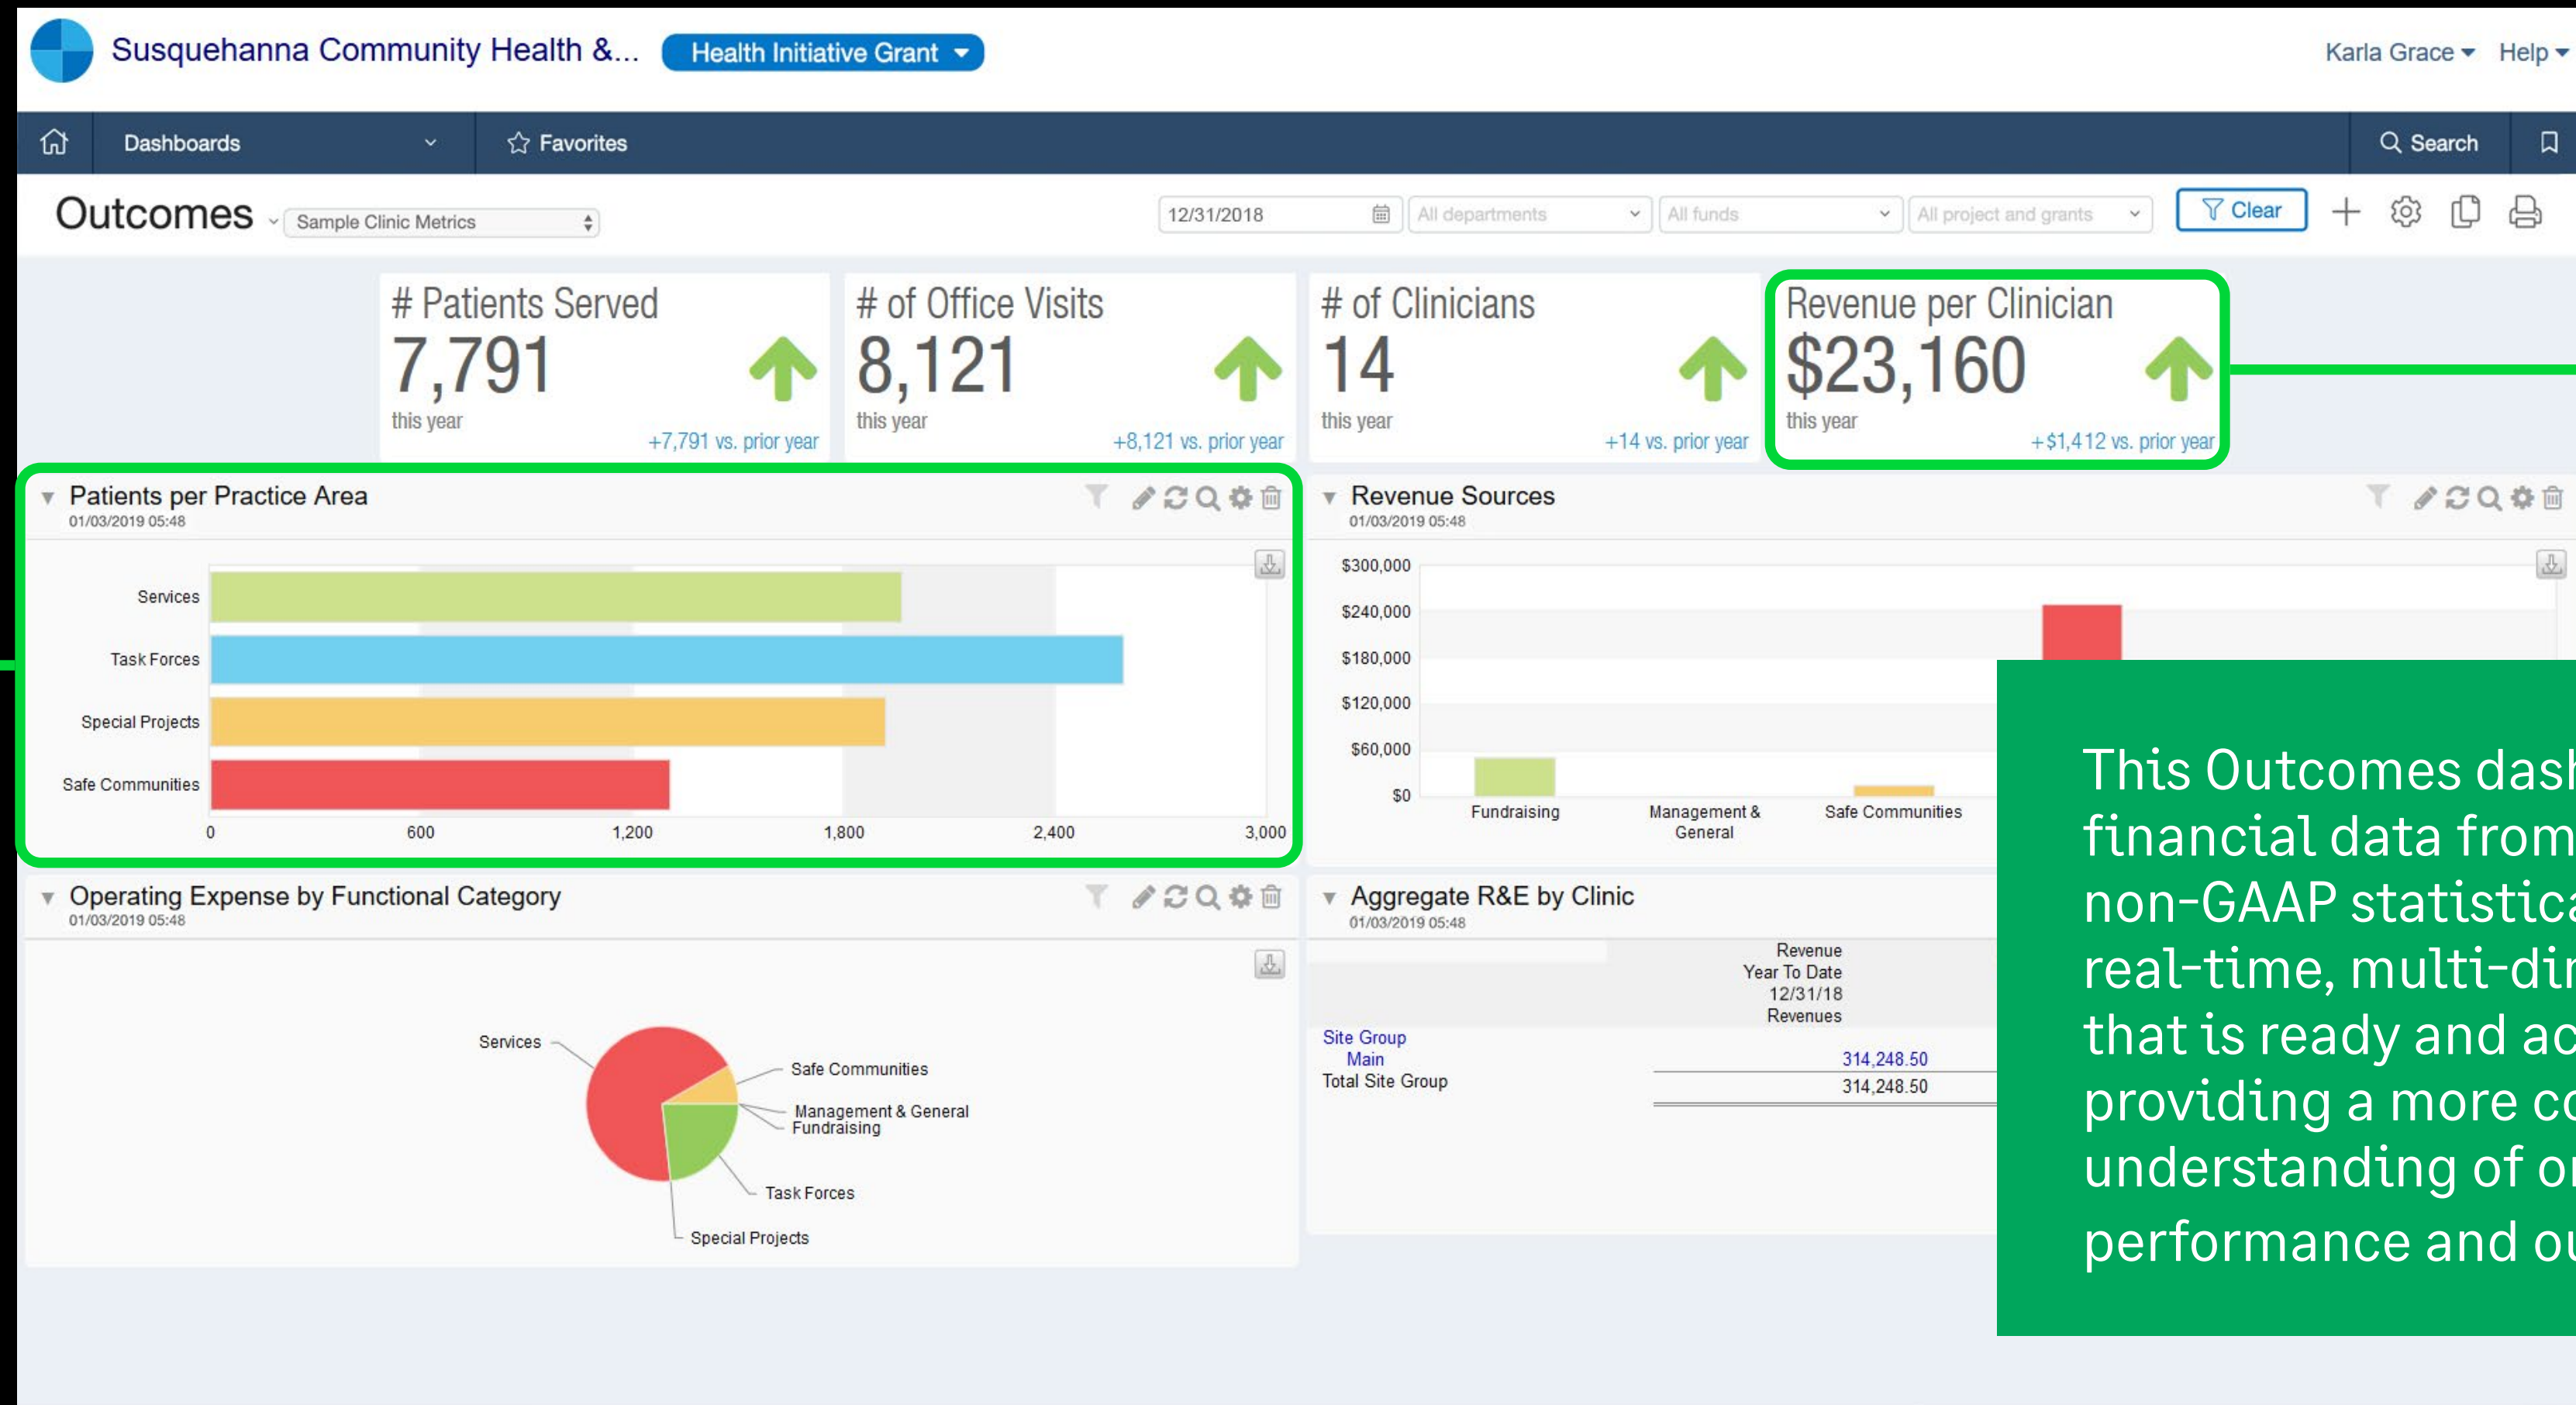 Susquehanna Community Health &...
Health Initiative Grant
Karla Grace
Help
Dashboards
Favorites
Search
Outcomes
Sample Clinic Metrics
12/31/2018
All departments
All funds
All project and grants
Clear
# Patients Served
7,791
this year
+7,791 vs. prior year
# of Office Visits
8,121
this year
+8,121 vs. prior year
# of Clinicians
14
this year
+14 vs. prior year
Revenue per Clinician
$23,160
this year
+$1,412 vs. prior year
Patients per Practice Area
01/03/2019 05:48
Services
Task Forces
Special Projects
Safe Communities
0 600 1,200 1,800 2,400 3,000
Revenue Sources
01/03/2019 05:48
$300,000
$240,000
$180,000
$120,000
$60,000
$0
Fundraising
Management &
General
Safe Communities
Operating Expense by Functional Category
01/03/2019 05:48
Services
Safe Communities
Management & General
Fundraising
Task Forces
Special Projects
Aggregate R&E by Clinic
01/03/2019 05:48
Revenue
Year To Date
12/31/18
Revenues
Site Group
Main 314,248.50
Total Site Group 314,248.50
This Outcomes
financial data from
non-GAAP
real-time,
that is ready and
providing a more
understanding of
performance and